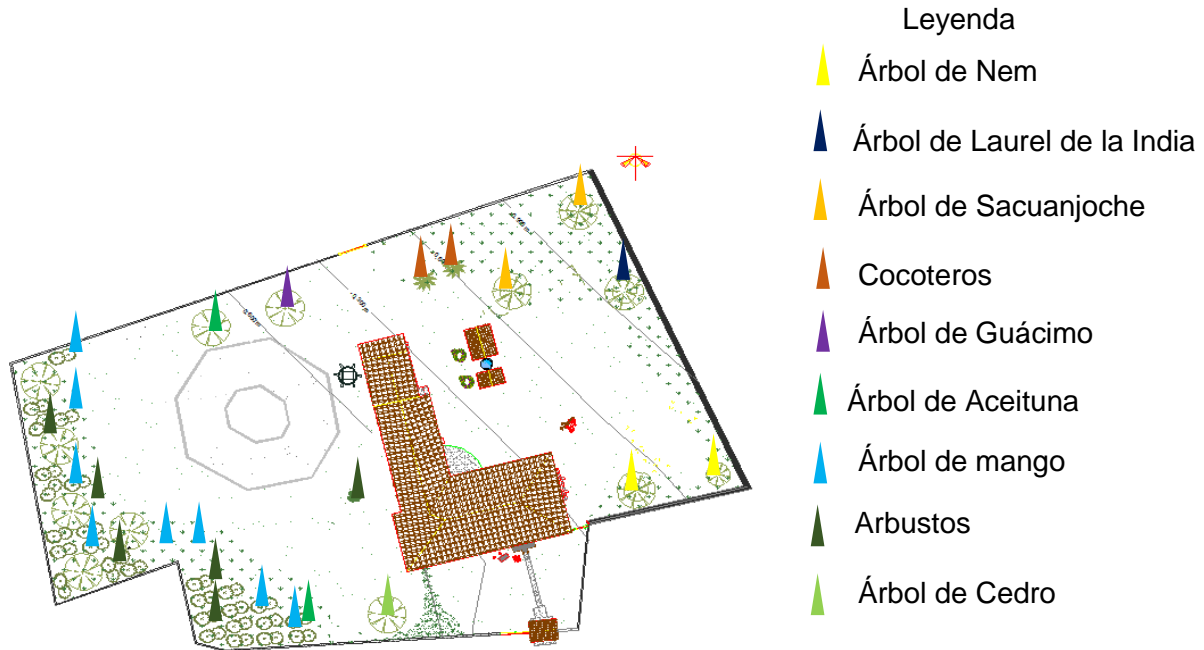 Leyenda
Árbol de Nem
Árbol de Laurel de la India
Árbol de Sacuanjoche
Cocoteros
Árbol de Guácimo
Árbol de Aceituna
Árbol de mango
Arbustos
Árbol de Cedro